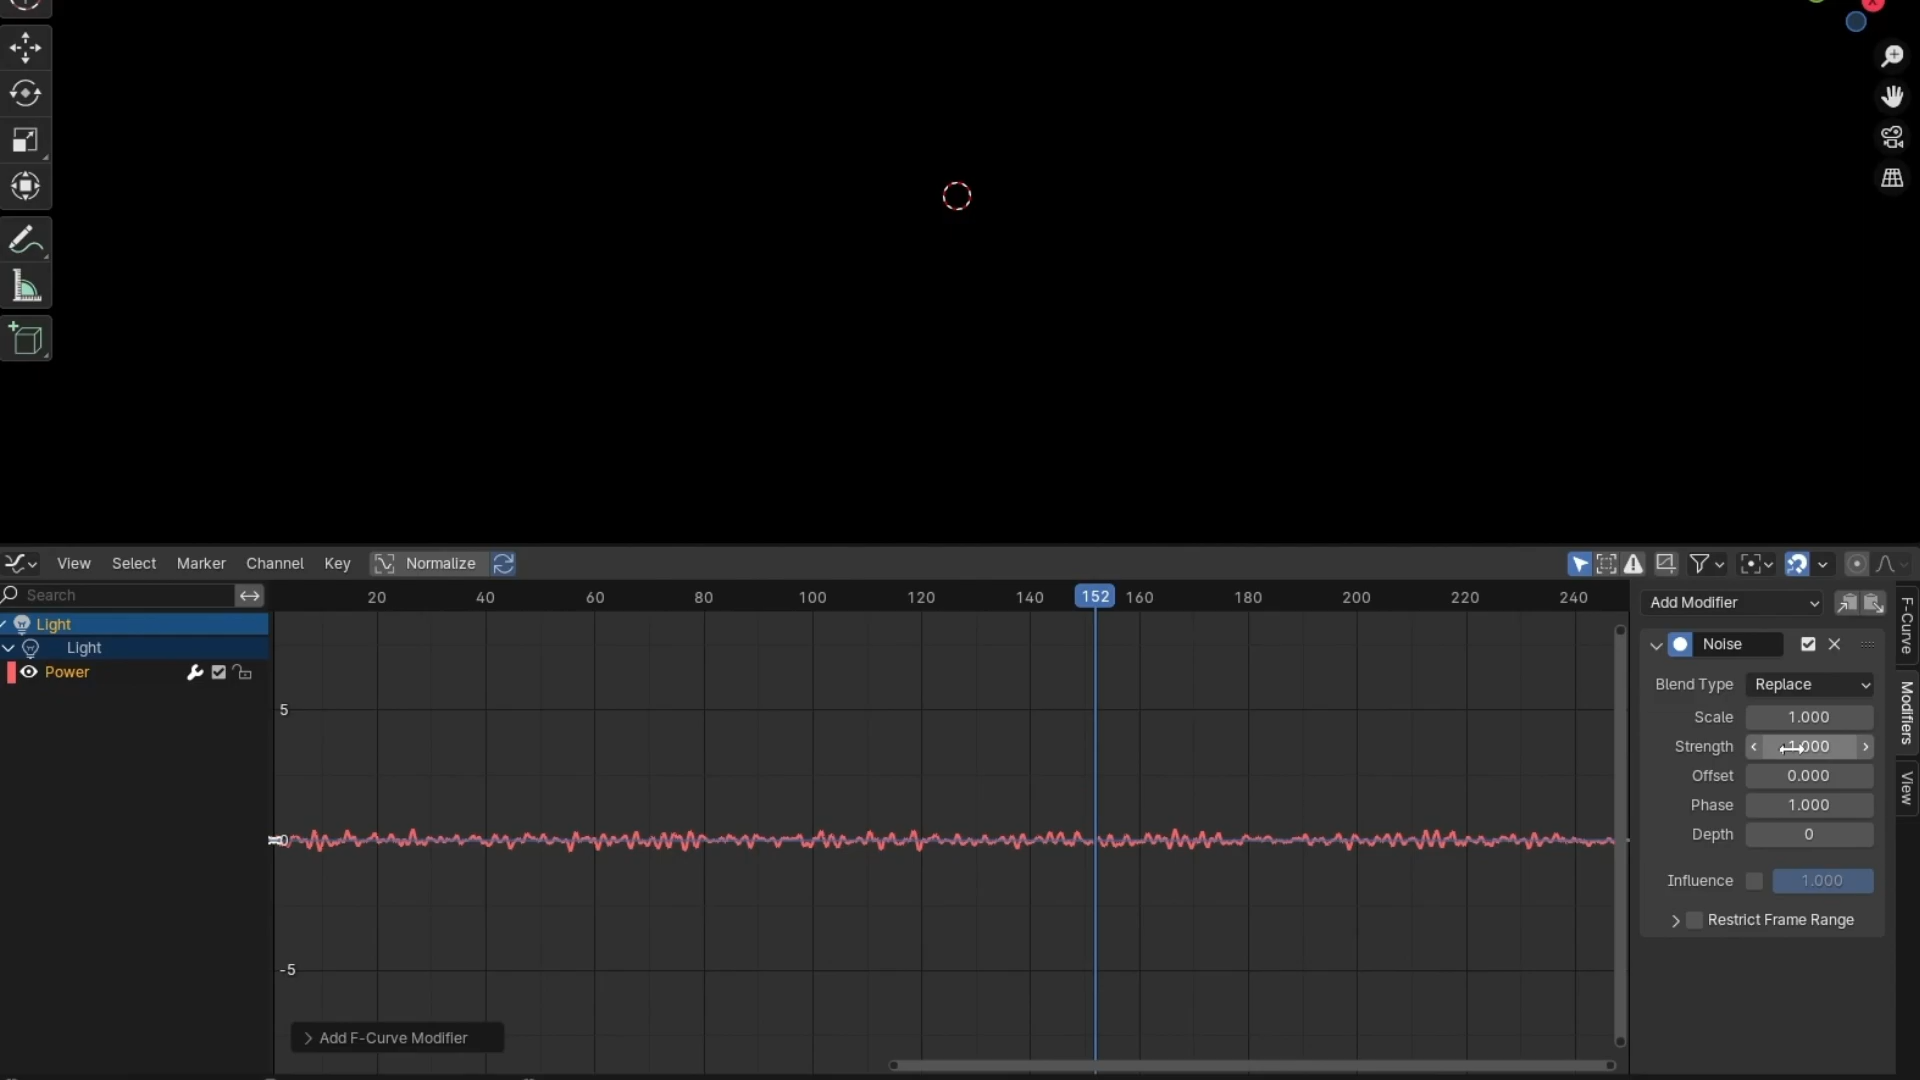 X
View Select Marker Channel Key Normalize
Search
20 40 60 80 100 120 140 152 160 180 200 220 240
Add Modifier
F-Curve
Light
Light
Power
Noise
Blend Type Replace
Scale 1.000
Modifiers
5
Strength 1.000
Offset 0.000
View
Phase 1.000
Depth 0
0
Influence 1.000
Restrict Frame Range
-5
Add F-Curve Modifier